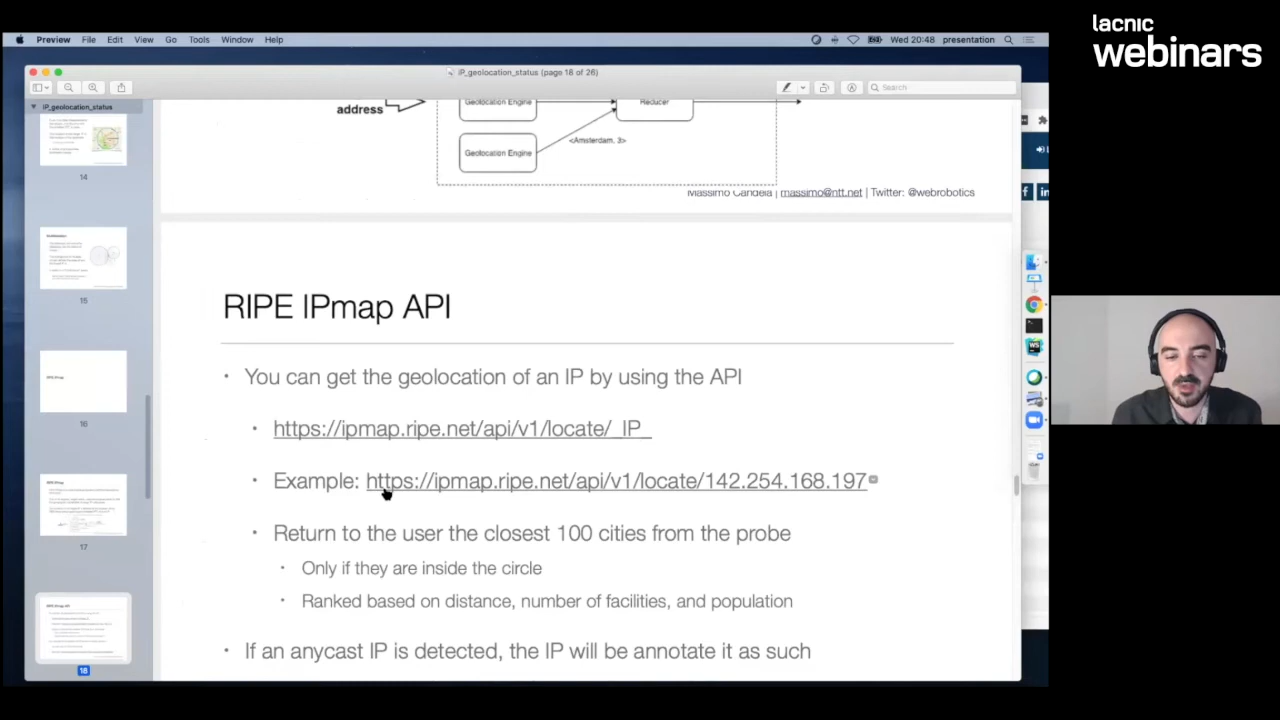 lacnic
webinars
Preview File Edit View Go Tools Window Help
Wed 20:48 presentation
IP_geolocation_status (page 18 of 26)
Search
IP_geolocation_status
14
15
16
17
18
address
Geolocation Engine
Reducer
Geolocation Engine
<Amsterdam, 3>
Massimo Candela | massimo@ntt.net | Twitter: @webrobotics
RIPE IPmap API
• You can get the geolocation of an IP by using the API
• https://ipmap.ripe.net/api/v1/locate/_IP_
• Example: https://ipmap.ripe.net/api/v1/locate/142.254.168.197
• Return to the user the closest 100 cities from the probe
• Only if they are inside the circle
• Ranked based on distance, number of facilities, and population
• If an anycast IP is detected, the IP will be annotate it as such